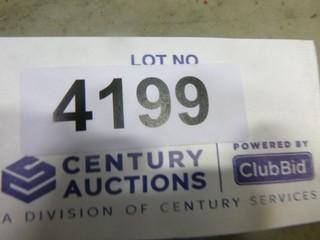 LOT NO
4199
CENTURY
AUCTIONS
POWERED BY
ClubBid
A DIVISION OF CENTURY SERVICES